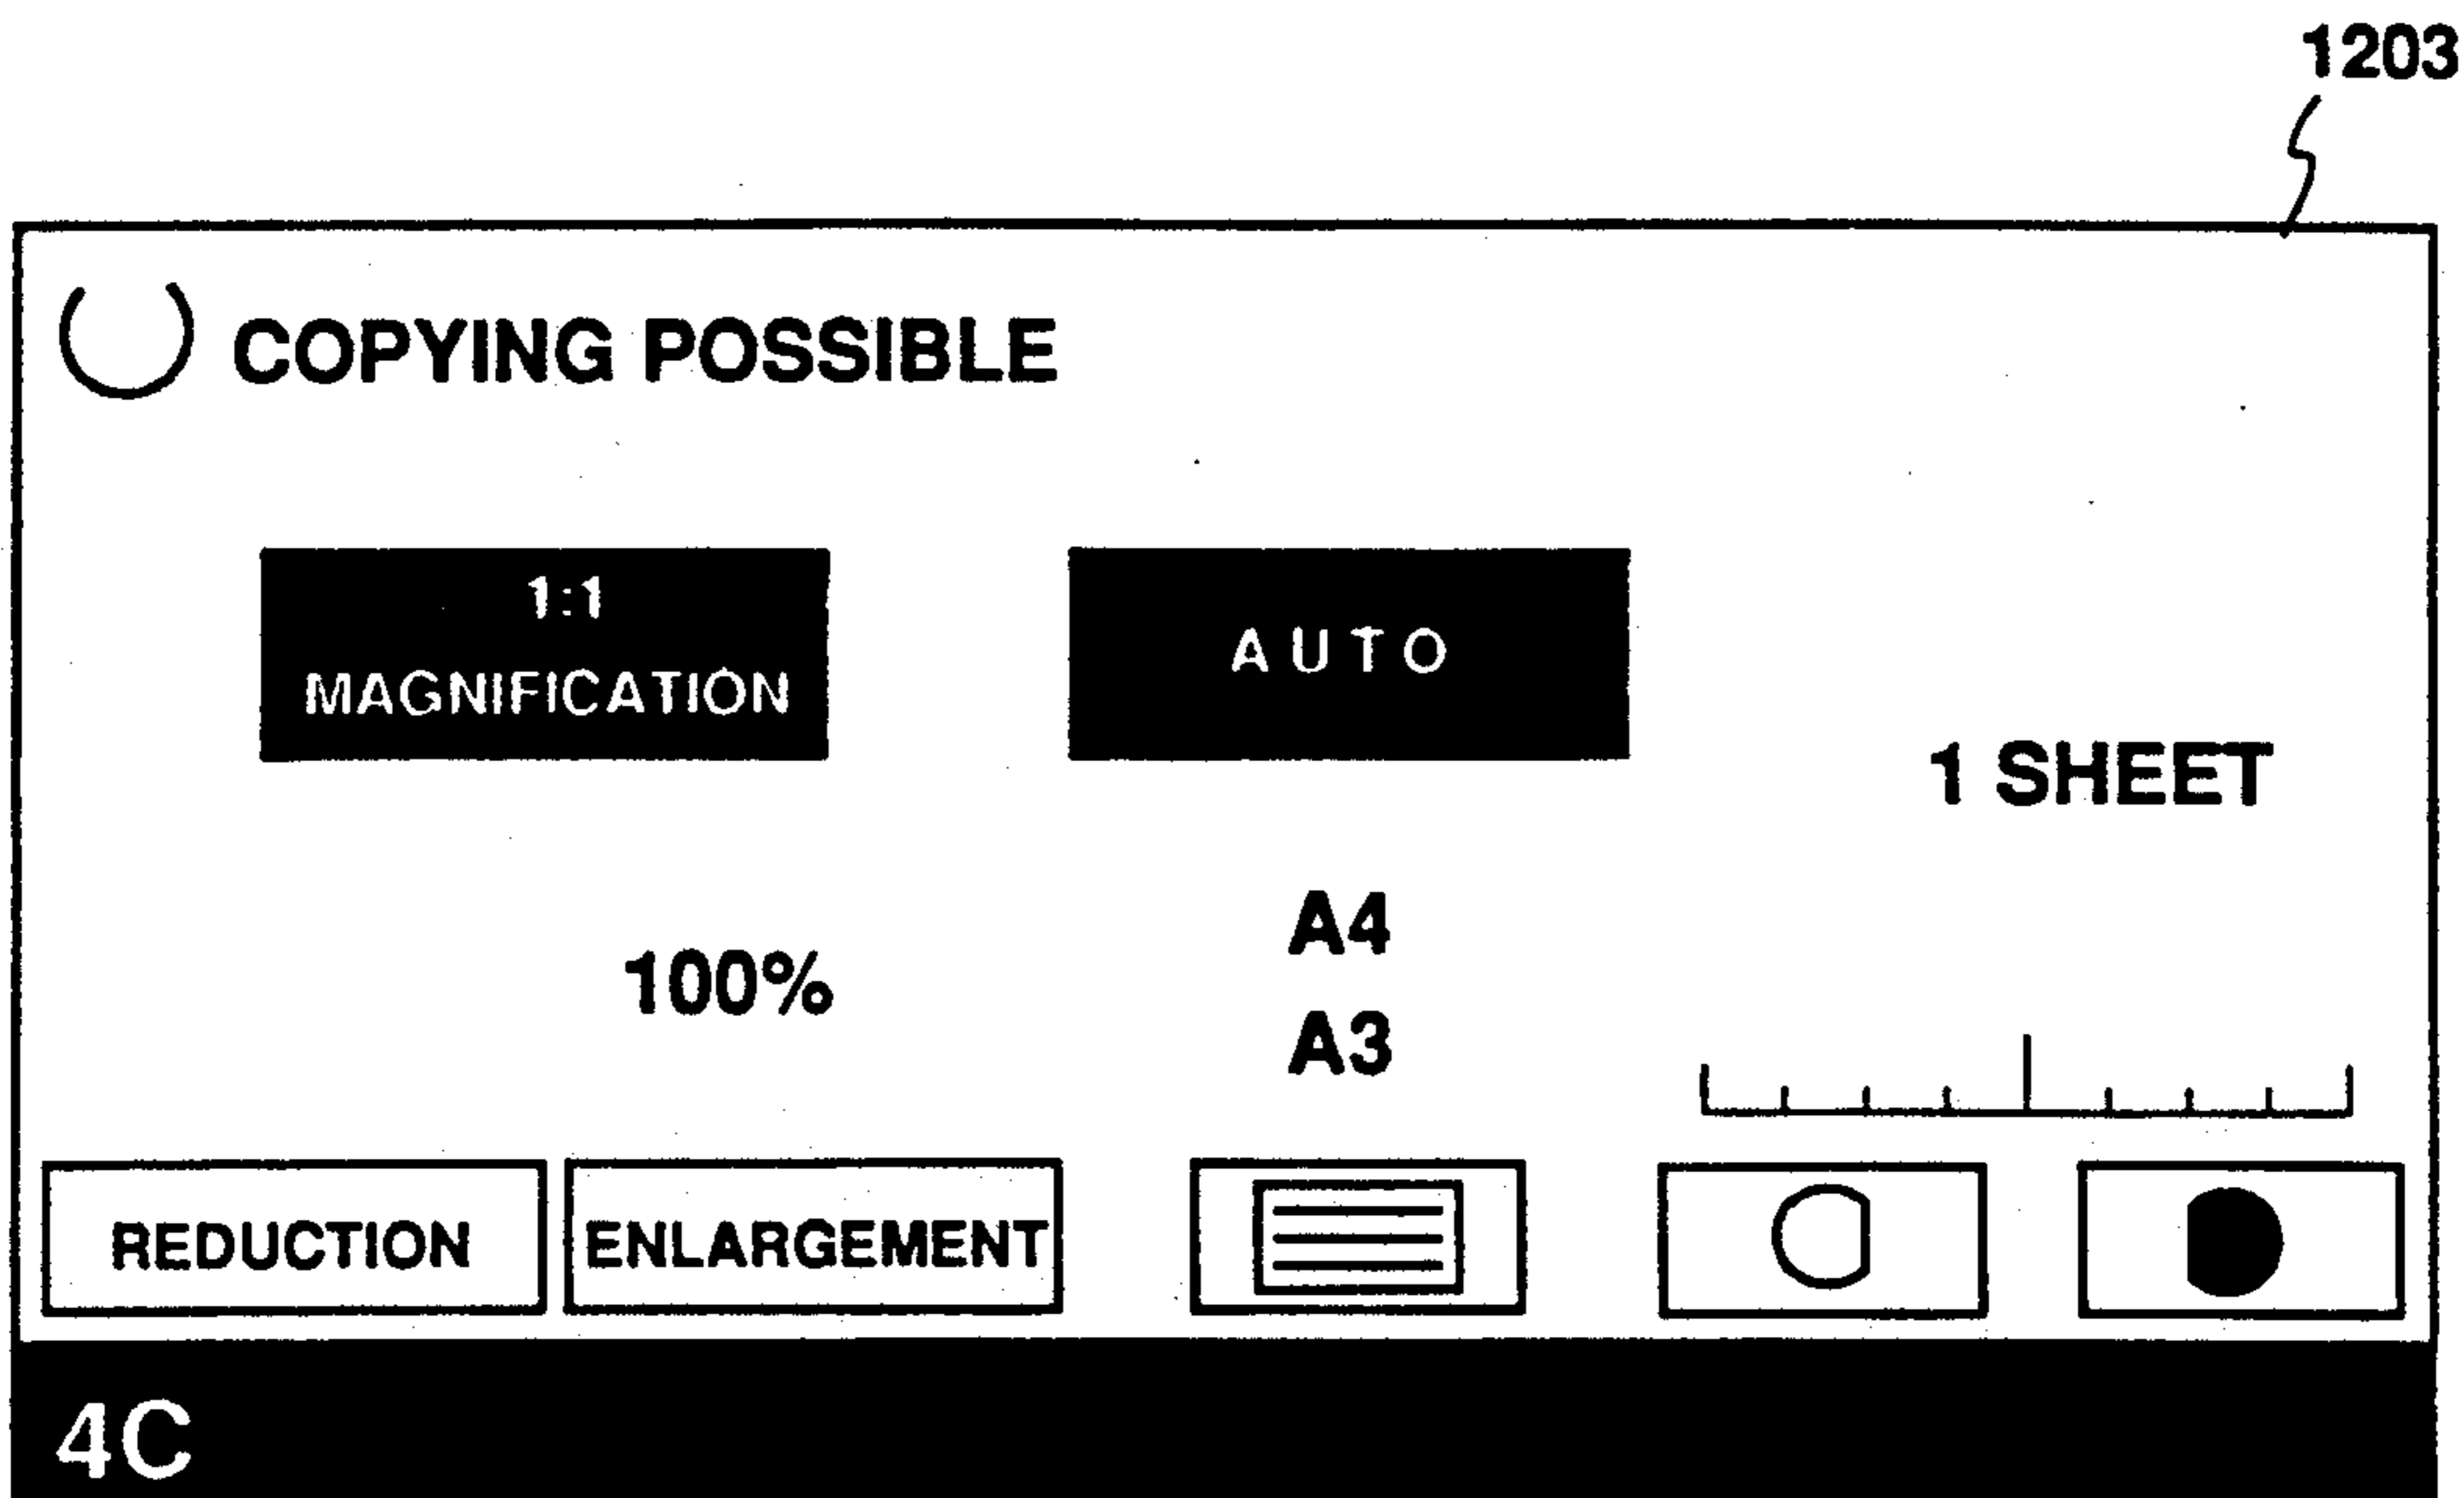 1203
COPYING POSSIBLE
1:1
MAGNIFICATION
AUTO
1 SHEET
100%
A4
A3
REDUCTION
ENLARGEMENT
4C